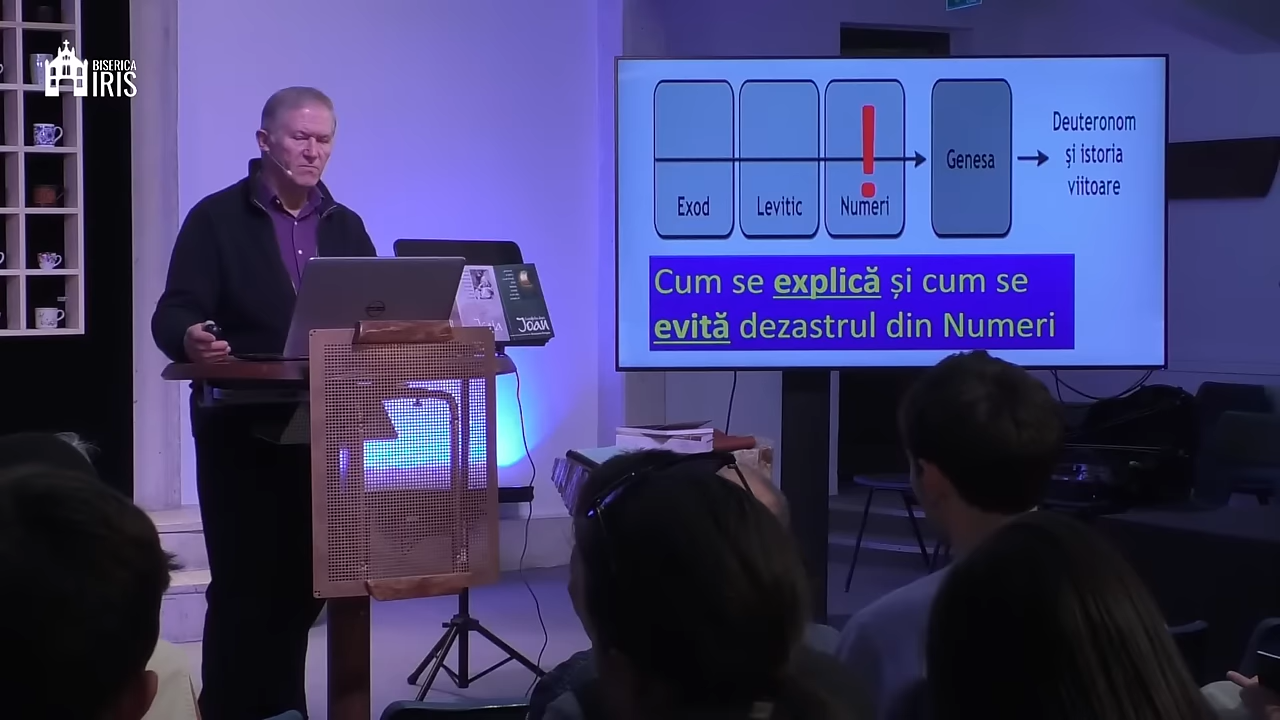 BISERICA
IRIS
Exod
Levitic
!
Numeri
Genesa
Deuteronom
și istoria
viitoare
Cum se explică și cum se
evită dezastrul din Numeri
Ioan